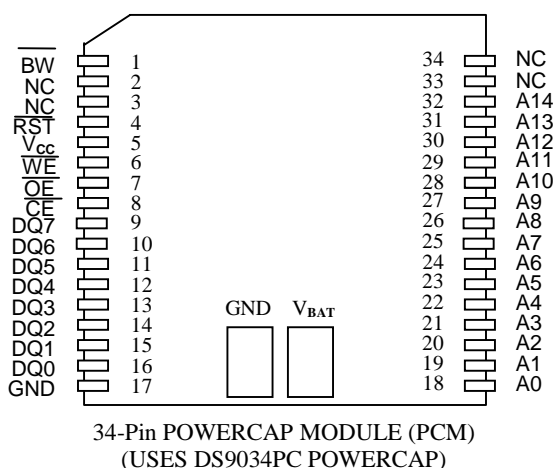 BW 1 34 NC
NC 2 33 NC
NC 3 32 A14
RST 4 31 A13
VCC 5 30 A12
WE 6 29 A11
OE 7 28 A10
CE 8 27 A9
DQ7 9 26 A8
DQ6 10 25 A7
DQ5 11 24 A6
DQ4 12 23 A5
DQ3 13 22 A4
DQ2 14 21 A3
DQ1 15 20 A2
DQ0 16 19 A1
GND 17 18 A0
GND VBAT
34-Pin POWERCAP MODULE (PCM)
(USES DS9034PC POWERCAP)